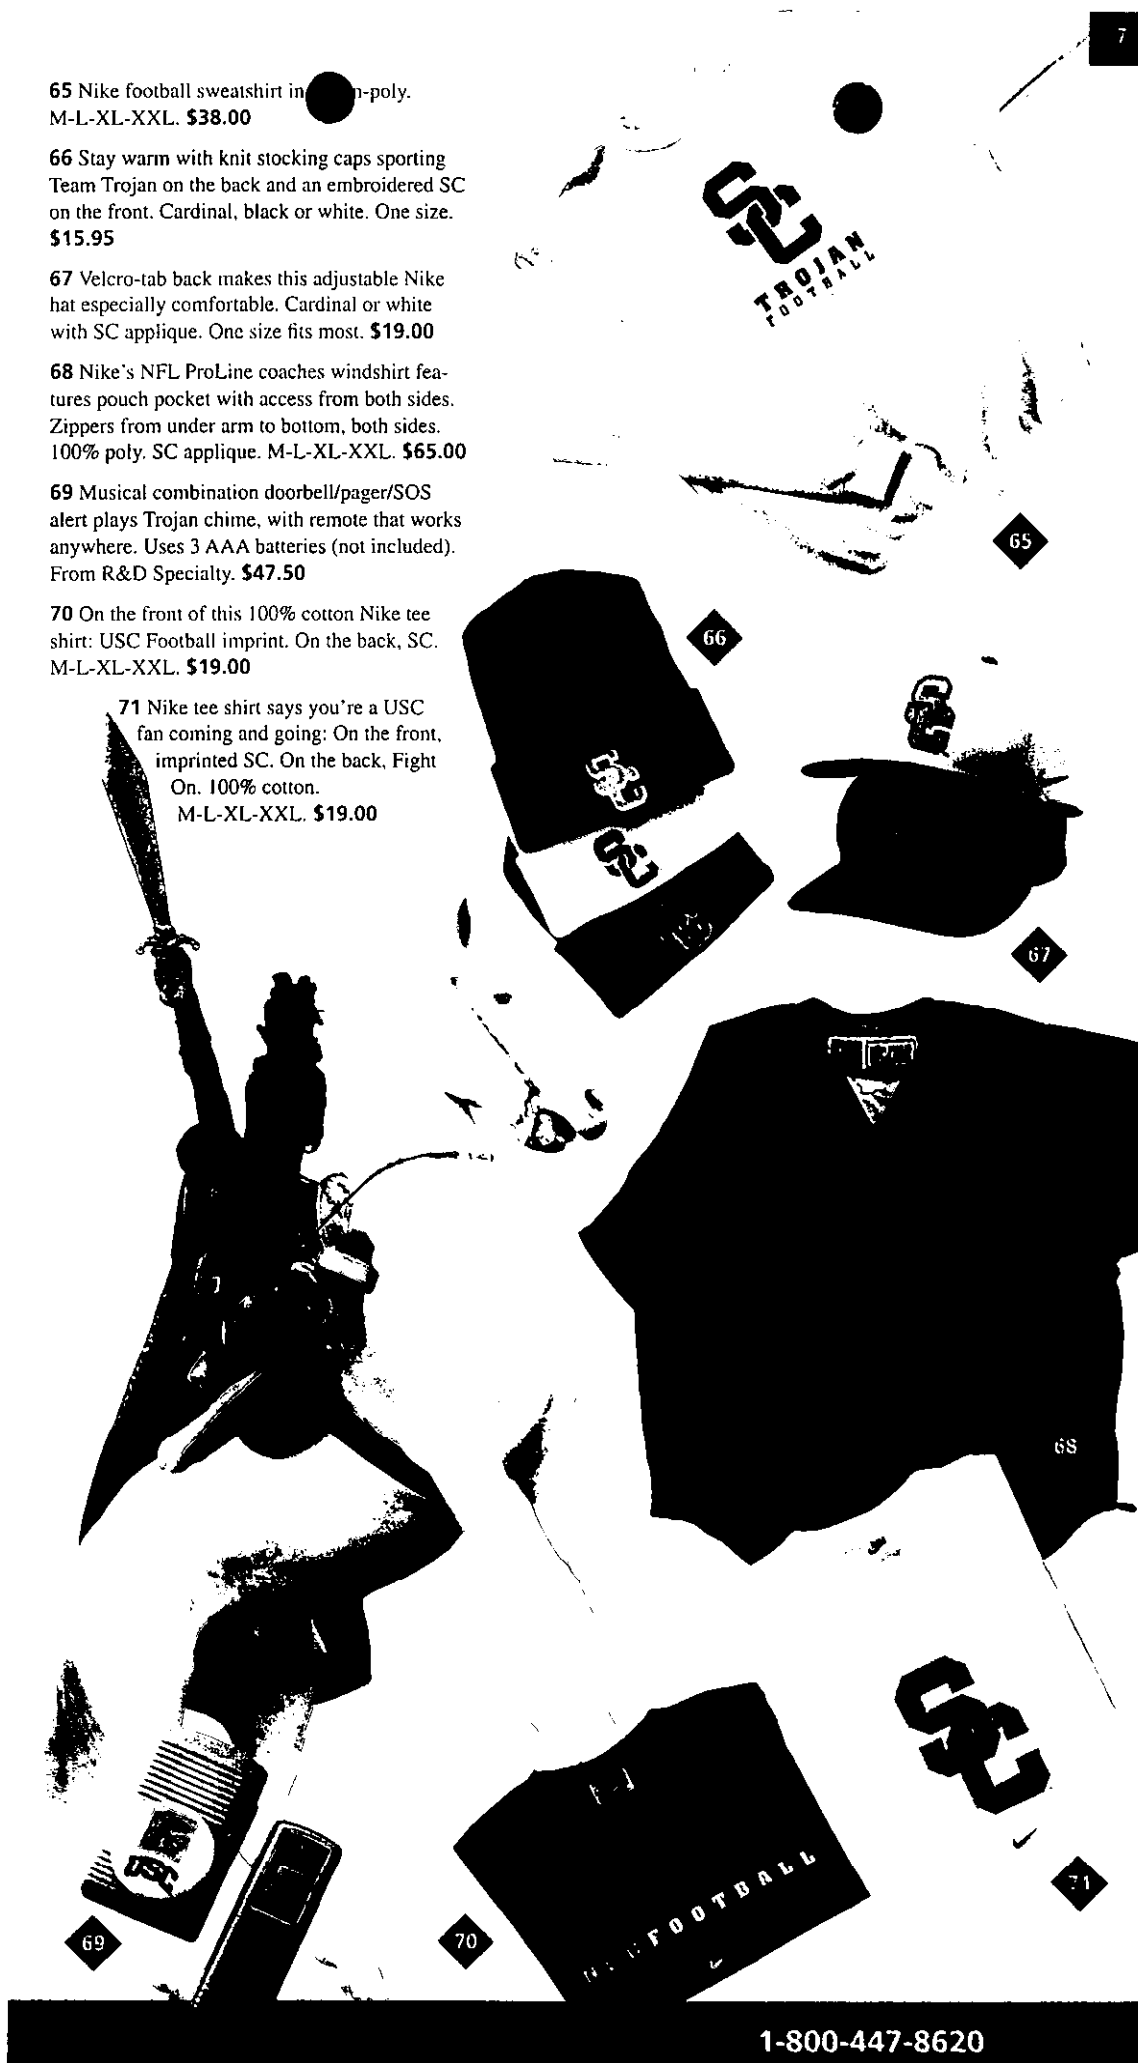 7
65 Nike football sweatshirt in n-poly.
M-L-XL-XXL. $38.00
66 Stay warm with knit stocking caps sporting
Team Trojan on the back and an embroidered SC
on the front. Cardinal, black or white. One size.
$15.95
67 Velcro-tab back makes this adjustable Nike
hat especially comfortable. Cardinal or white
with SC applique. One size fits most. $19.00
68 Nike's NFL ProLine coaches windshirt fea-
tures pouch pocket with access from both sides.
Zippers from under arm to bottom, both sides.
100% poly. SC applique. M-L-XL-XXL. $65.00
69 Musical combination doorbell/pager/SOS
alert plays Trojan chime, with remote that works
anywhere. Uses 3 AAA batteries (not included).
From R&D Specialty. $47.50
70 On the front of this 100% cotton Nike tee
shirt: USC Football imprint. On the back, SC.
M-L-XL-XXL. $19.00
71 Nike tee shirt says you're a USC
fan coming and going: On the front,
imprinted SC. On the back, Fight
On. 100% cotton.
M-L-XL-XXL. $19.00
SC
TROJAN
FOOTBALL
65
66
SC
SC
SC
SC
67
68
SC
71
USC
69
70
FOOTBALL
1-800-447-8620